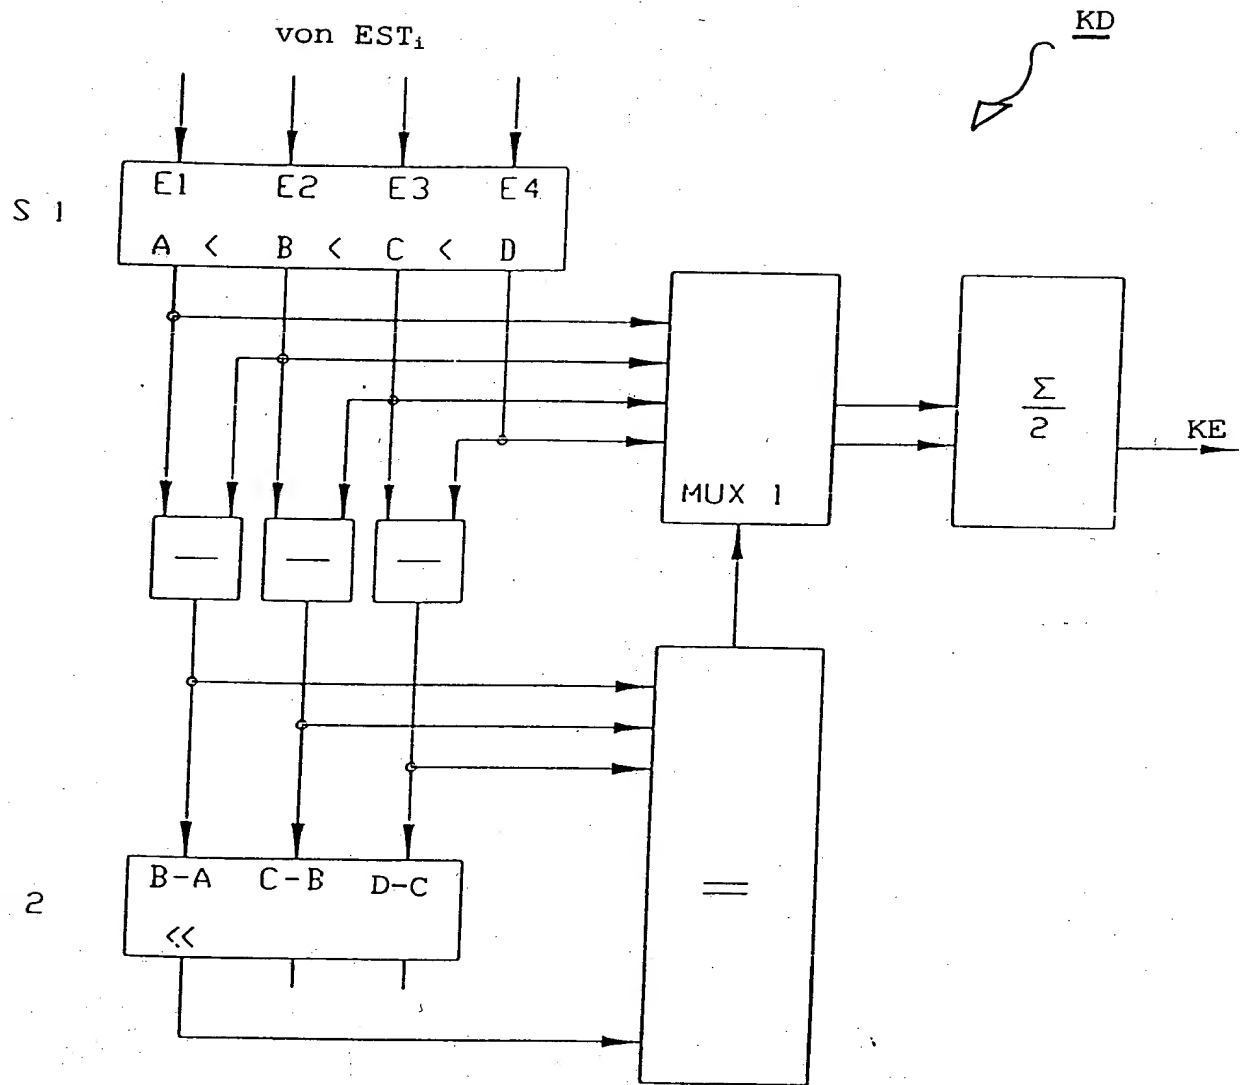 von ESTᵢ
KD
E1 E2 E3 E4
S 1
A < B < C < D
Σ
2
KE
MUX 1
—
—
—
B-A C-B D-C
2
<<
=